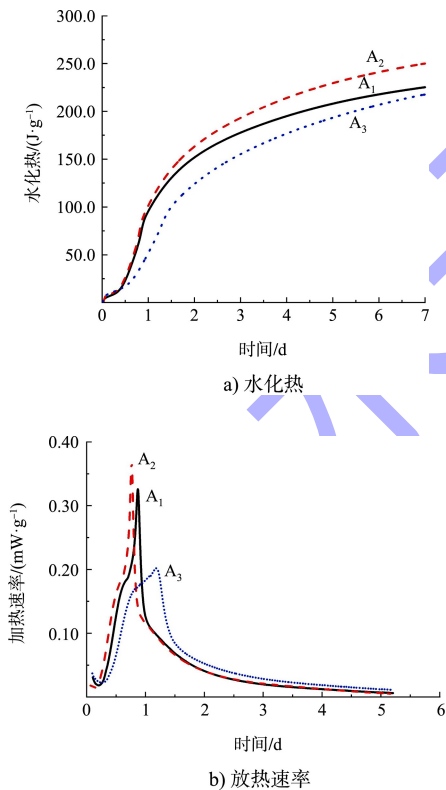 300.0
250.0
200.0
150.0
100.0
50.0
水化热/(J·g⁻¹)
A₂
A₁
A₃
0 1 2 3 4 5 6 7
时间/d
a) 水化热
0.40
0.30
0.20
0.10
加热速率/(mW·g⁻¹)
A₂
A₁
A₃
0 1 2 3 4 5 6
时间/d
b) 放热速率